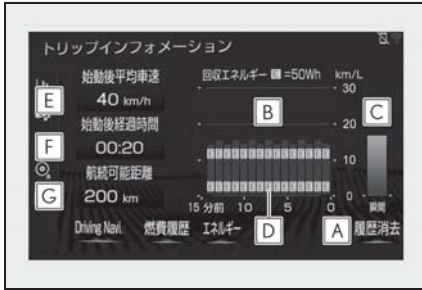 トリップインフォメーション
始動後平均車速
40 km/h
始動後経過時間
00:20
航続可能距離
200 km
回収エネルギー E =50Wh km/L
30
20
10
0
15 分前 10 5 0 瞬間
Driving Navi. 燃費履歴 エネルギー 履歴消去
A
B
C
D
E
F
G